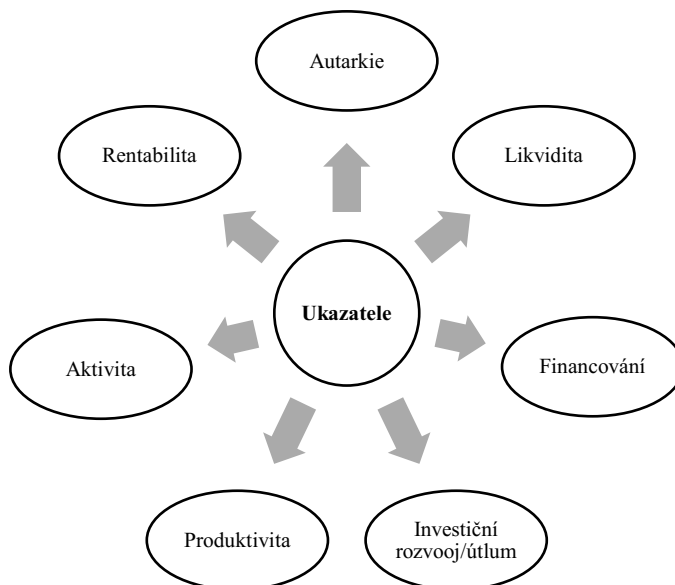 Autarkie
Rentabilita
Likvidita
Ukazatele
Aktivita
Financování
Produktivita
Investiční
rozvooj/útlum